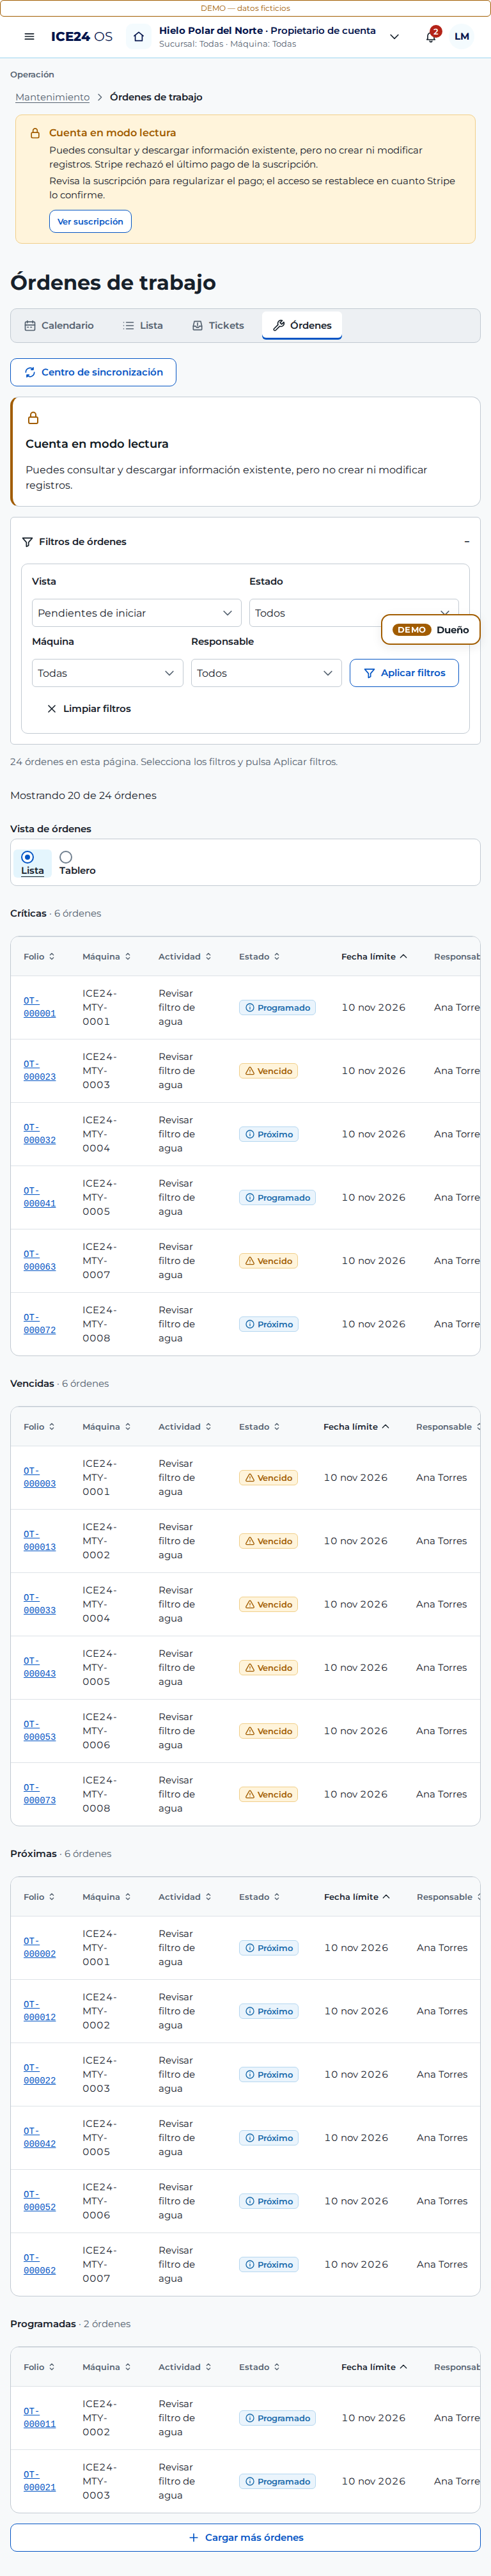 DEMO — datos ficticios
ICE24 OS
Hielo Polar del Norte · Propietario de cuenta
Sucursal: Todas · Máquina: Todas
2
LM
Operación
Mantenimiento > Órdenes de trabajo
Cuenta en modo lectura
Puedes consultar y descargar información existente, pero no crear ni modificar
registros. Stripe rechazó el último pago de la suscripción.
Revisa la suscripción para regularizar el pago; el acceso se restablece en cuanto Stripe
lo confirme.
Ver suscripción
Órdenes de trabajo
Calendario Lista Tickets Órdenes
Centro de sincronización
Cuenta en modo lectura
Puedes consultar y descargar información existente, pero no crear ni modificar
registros.
Filtros de órdenes −
Vista Estado
Pendientes de iniciar Todos
DEMO Dueño
Máquina Responsable
Todas Todos Aplicar filtros
Limpiar filtros
24 órdenes en esta página. Selecciona los filtros y pulsa Aplicar filtros.
Mostrando 20 de 24 órdenes
Vista de órdenes
Lista Tablero
Críticas · 6 órdenes
Folio Máquina Actividad Estado Fecha límite Responsab
OT-000001 ICE24-MTY-0001 Revisar filtro de agua Programado 10 nov 2026 Ana Torre
OT-000023 ICE24-MTY-0003 Revisar filtro de agua Vencido 10 nov 2026 Ana Torre
OT-000032 ICE24-MTY-0004 Revisar filtro de agua Próximo 10 nov 2026 Ana Torre
OT-000041 ICE24-MTY-0005 Revisar filtro de agua Programado 10 nov 2026 Ana Torre
OT-000063 ICE24-MTY-0007 Revisar filtro de agua Vencido 10 nov 2026 Ana Torre
OT-000072 ICE24-MTY-0008 Revisar filtro de agua Próximo 10 nov 2026 Ana Torre
Vencidas · 6 órdenes
Folio Máquina Actividad Estado Fecha límite Responsable
OT-000003 ICE24-MTY-0001 Revisar filtro de agua Vencido 10 nov 2026 Ana Torres
OT-000013 ICE24-MTY-0002 Revisar filtro de agua Vencido 10 nov 2026 Ana Torres
OT-000033 ICE24-MTY-0004 Revisar filtro de agua Vencido 10 nov 2026 Ana Torres
OT-000043 ICE24-MTY-0005 Revisar filtro de agua Vencido 10 nov 2026 Ana Torres
OT-000053 ICE24-MTY-0006 Revisar filtro de agua Vencido 10 nov 2026 Ana Torres
OT-000073 ICE24-MTY-0008 Revisar filtro de agua Vencido 10 nov 2026 Ana Torres
Próximas · 6 órdenes
Folio Máquina Actividad Estado Fecha límite Responsable
OT-000002 ICE24-MTY-0001 Revisar filtro de agua Próximo 10 nov 2026 Ana Torres
OT-000012 ICE24-MTY-0002 Revisar filtro de agua Próximo 10 nov 2026 Ana Torres
OT-000022 ICE24-MTY-0003 Revisar filtro de agua Próximo 10 nov 2026 Ana Torres
OT-000042 ICE24-MTY-0005 Revisar filtro de agua Próximo 10 nov 2026 Ana Torres
OT-000052 ICE24-MTY-0006 Revisar filtro de agua Próximo 10 nov 2026 Ana Torres
OT-000062 ICE24-MTY-0007 Revisar filtro de agua Próximo 10 nov 2026 Ana Torres
Programadas · 2 órdenes
Folio Máquina Actividad Estado Fecha límite Responsab
OT-000011 ICE24-MTY-0002 Revisar filtro de agua Programado 10 nov 2026 Ana Torre
OT-000021 ICE24-MTY-0003 Revisar filtro de agua Programado 10 nov 2026 Ana Torre
Cargar más órdenes